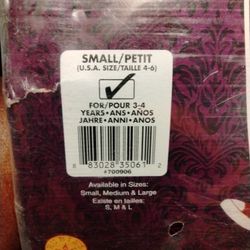 SMALL/PETIT
(U.S.A. SIZE/TAILLE 4-6)
FOR/POUR 3-4
YEARS•ANS•AÑOS
JAHRE•ANNI•ANOS
8 83028 35061 2
#700906
Available in Sizes:
Small, Medium & Large
Existe en tailles:
S, M & L